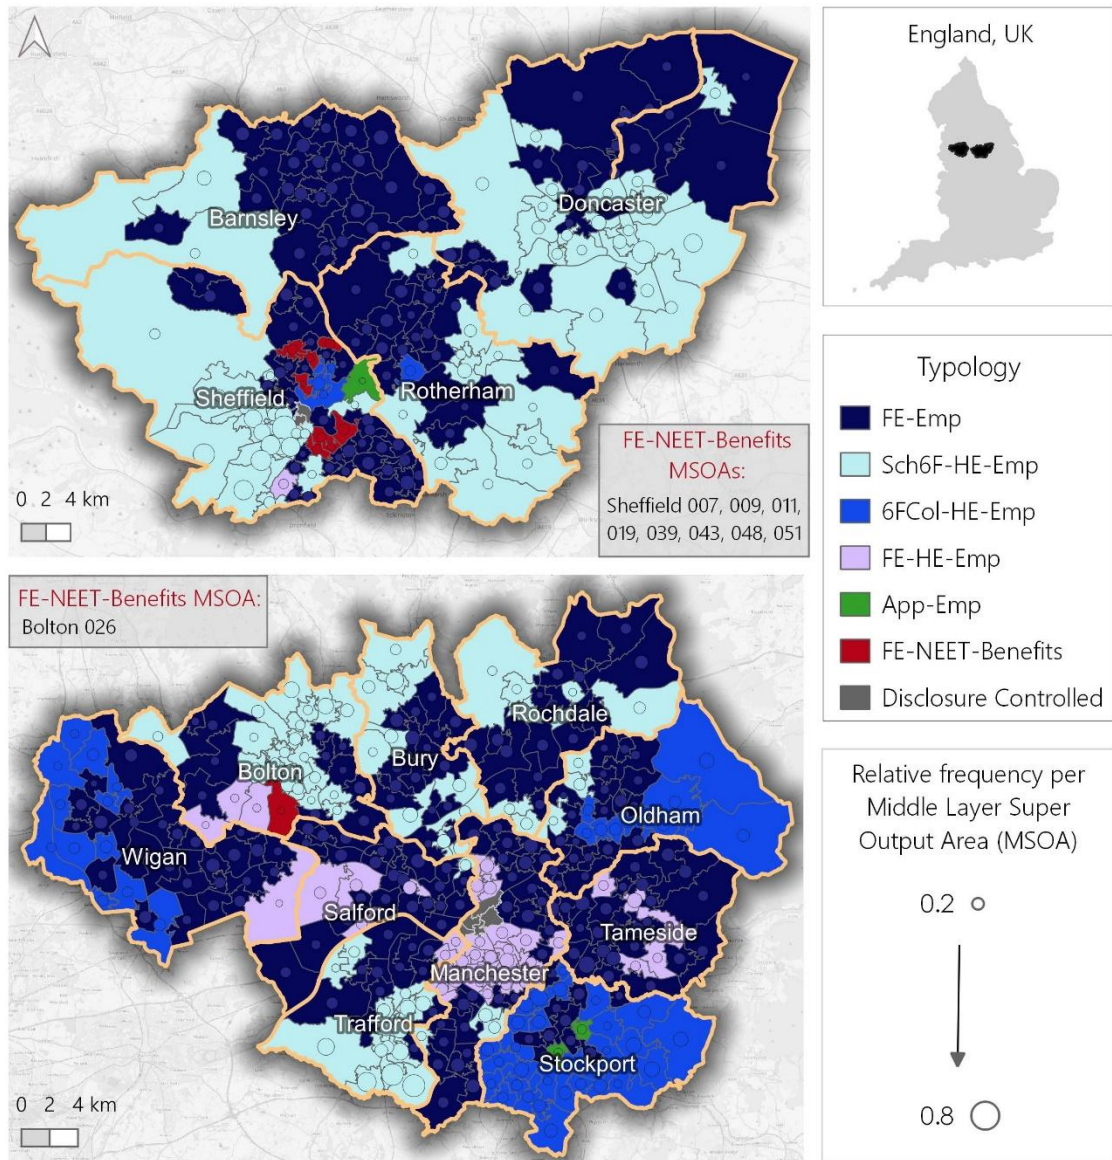 Barnsley
Doncaster
Sheffield
Rotherham
0 2 4 km
FE-NEET-Benefits
MSOAs:
Sheffield 007, 009, 011,
019, 039, 043, 048, 051
England, UK
Typology
FE-Emp
Sch6F-HE-Emp
6FCol-HE-Emp
FE-HE-Emp
App-Emp
FE-NEET-Benefits
Disclosure Controlled
FE-NEET-Benefits MSOA:
Bolton 026
Rochdale
Bury
Bolton
Oldham
Wigan
Salford
Tameside
Manchester
Trafford
Stockport
0 2 4 km
Relative frequency per
Middle Layer Super
Output Area (MSOA)
0.2
0.8